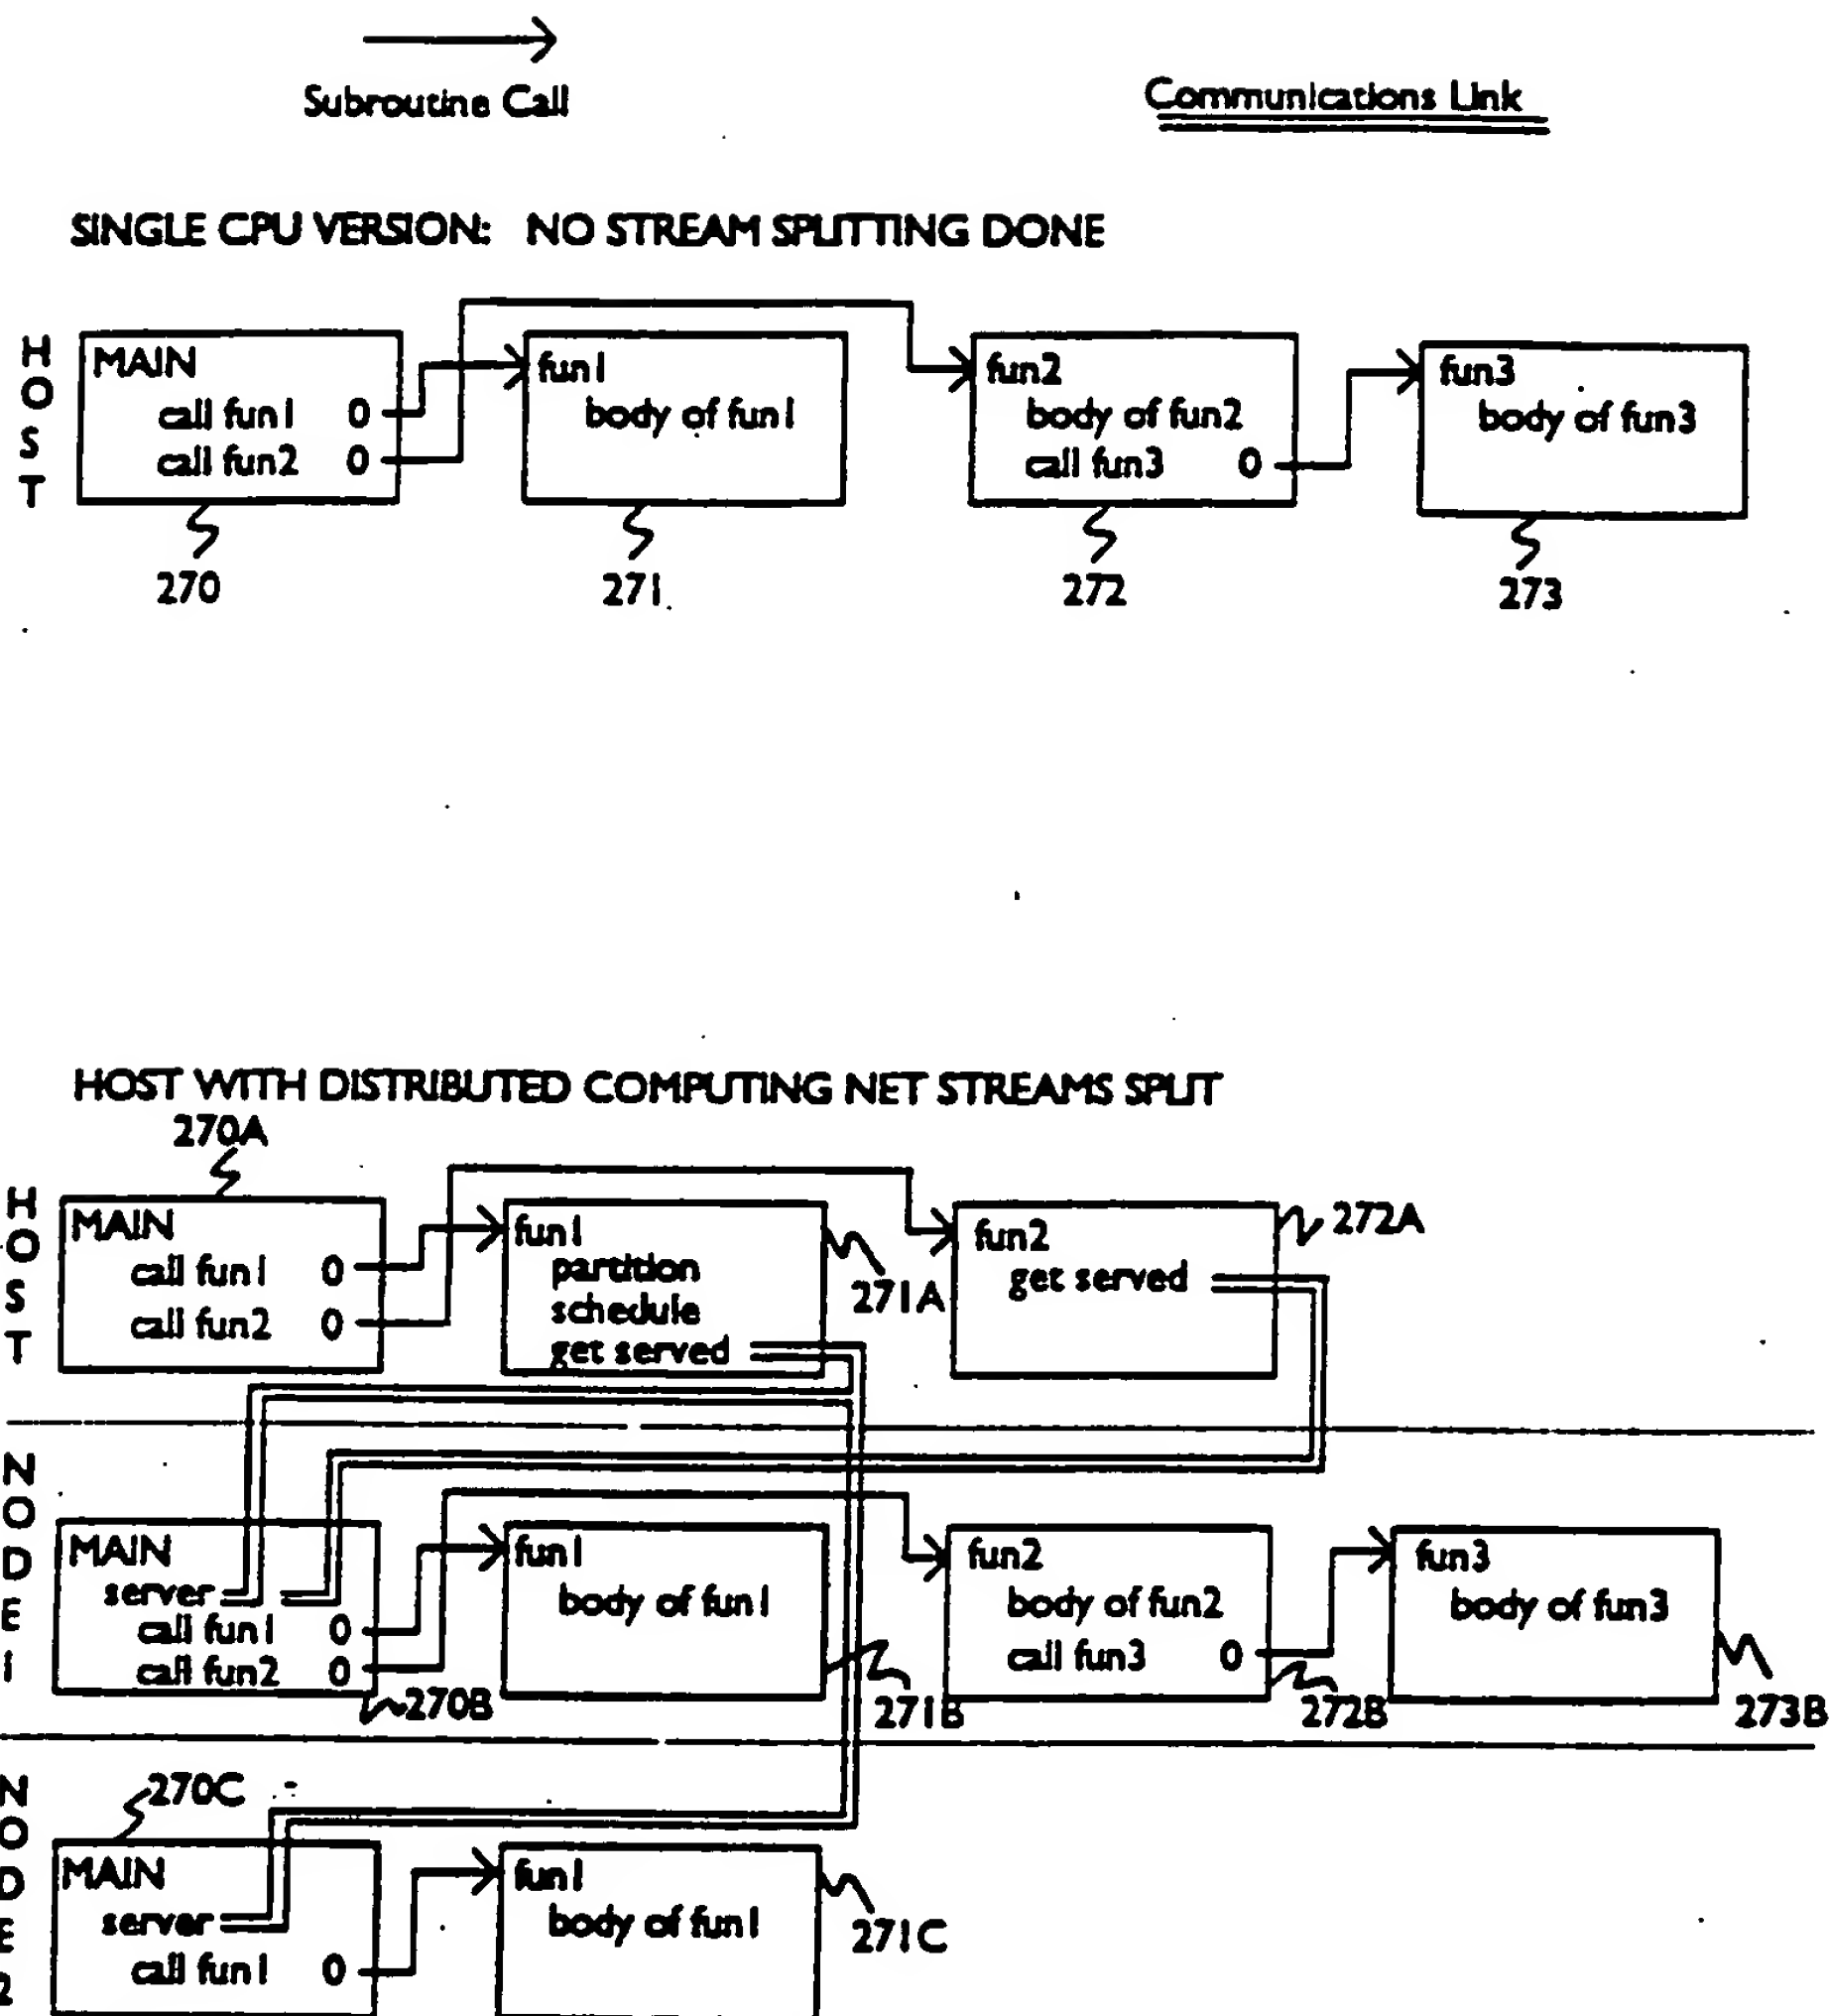 Subroutine Call
Communications Link
SINGLE CPU VERSION: NO STREAM SPLITTING DONE
HOST
MAIN
call fun1 0
call fun2 0
fun1
body of fun1
fun2
body of fun2
call fun3 0
fun3
body of fun3
270
271
272
273
HOST WITH DISTRIBUTED COMPUTING NET STREAMS SPLIT
270A
HOST
MAIN
call fun1 0
call fun2 0
fun1
partition
schedule
get served
271A
fun2
get served
272A
NODE 1
MAIN
server
call fun1 0
call fun2 0
270B
fun1
body of fun1
271B
fun2
body of fun2
call fun3 0
272B
fun3
body of fun3
273B
NODE 2
270C
MAIN
server
call fun1 0
fun1
body of fun1
271C